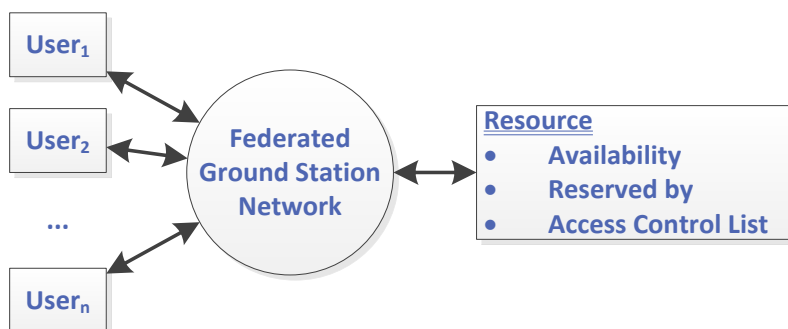 User₁
User₂
...
Userₙ
Federated
Ground Station
Network
Resource
• Availability
• Reserved by
• Access Control List